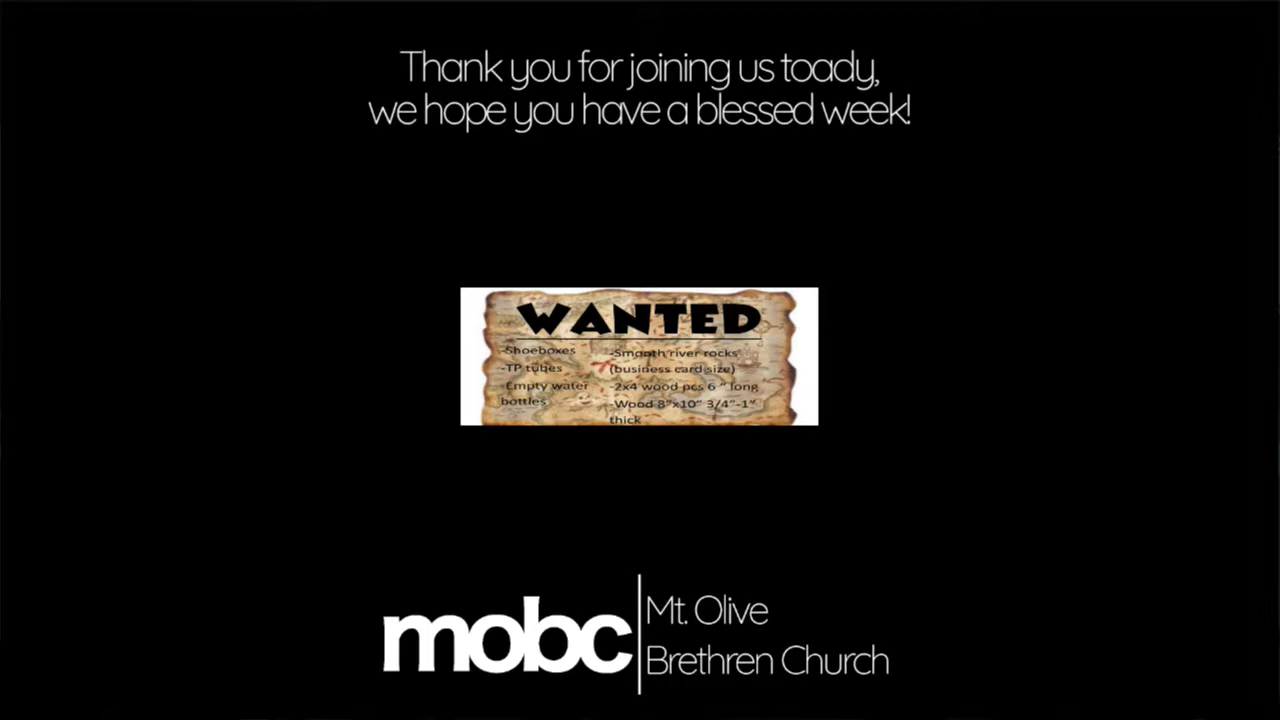 Thank you for joining us toady,
we hope you have a blessed week!
WANTED
-Shoeboxes
-TP tubes
-Empty water
bottles
-Smooth river rocks
(business card size)
-2x4 wood pcs 6 " long
-Wood 8"x10" 3/4"-1"
thick
mobc
Mt. Olive
Brethren Church